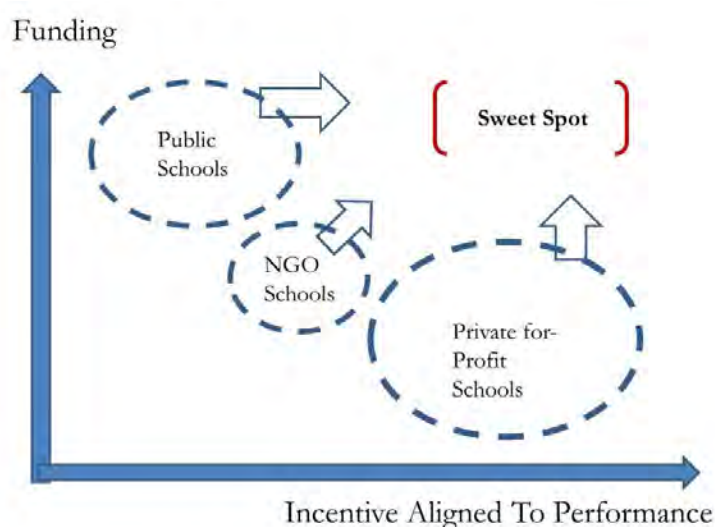 Funding
Public
Schools
Sweet Spot
NGO
Schools
Private for-
Profit
Schools
Incentive Aligned To Performance